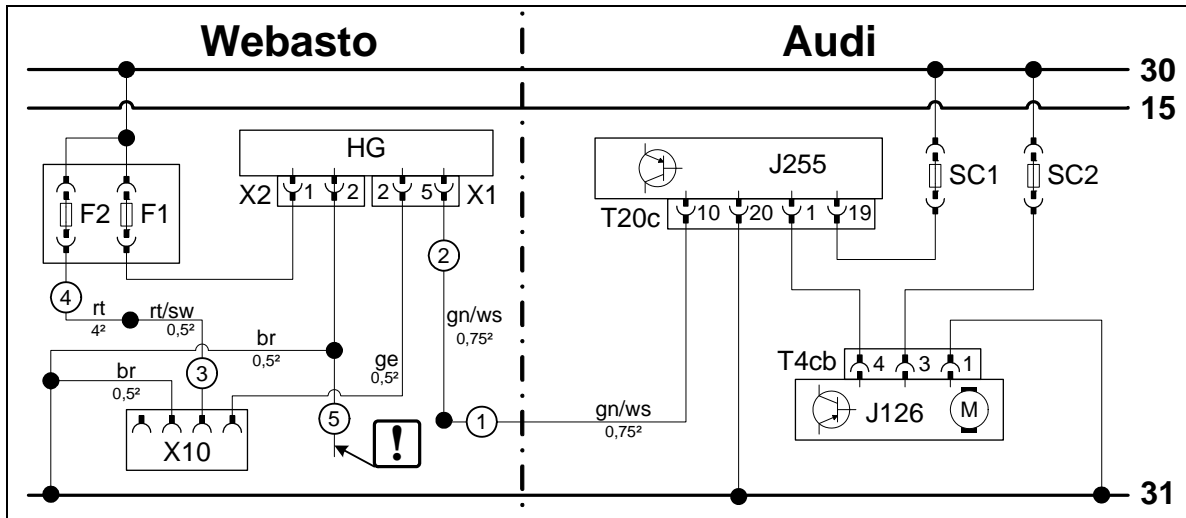 Webasto Audi
30
15
HG J255
SC1 SC2
X2 1 2 2 5 X1
F2 F1
T20c 10 20 1 19
2
4
rt rt/sw
4² 0,5²
gn/ws
0,75²
br
0,5²
ge
0,5²
br
0,5²
3
T4cb 4 3 1
5
1
gn/ws
0,75²
J126 M
X10
!
31